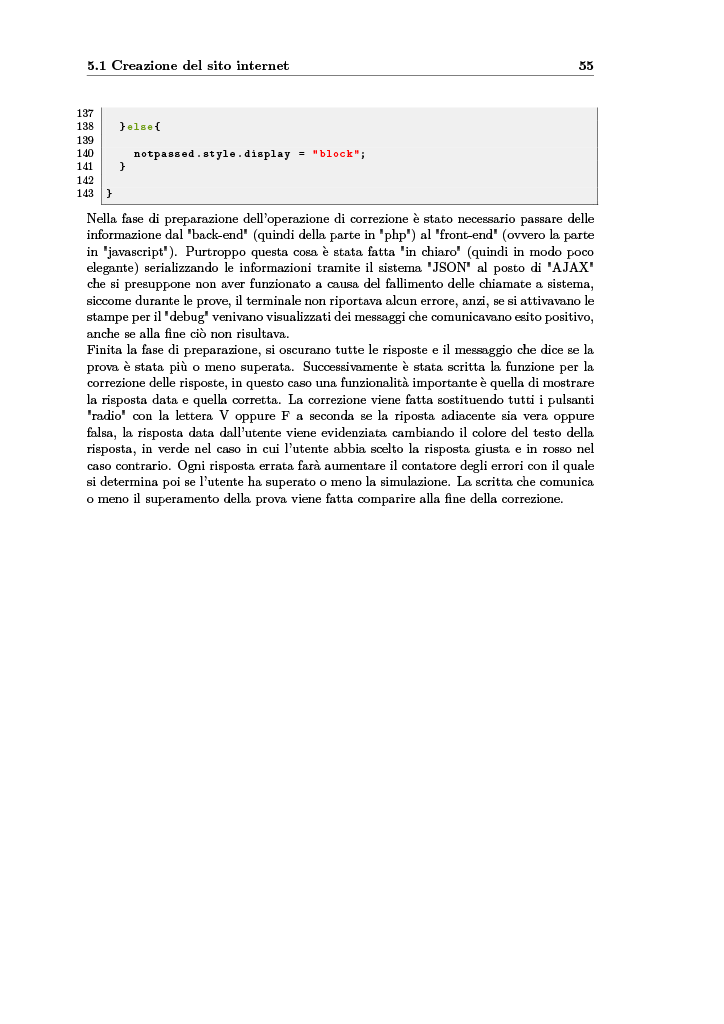 5.1 Creazione del sito internet 55
137
138 }else{
139
140 notpassed.style.display = "block";
141 }
142
143 }
Nella fase di preparazione dell'operazione di correzione è stato necessario passare delle
informazione dal "back-end" (quindi della parte in "php") al "front-end" (ovvero la parte
in "javascript"). Purtroppo questa cosa è stata fatta "in chiaro" (quindi in modo poco
elegante) serializzando le informazioni tramite il sistema "JSON" al posto di "AJAX"
che si presuppone non aver funzionato a causa del fallimento delle chiamate a sistema,
siccome durante le prove, il terminale non riportava alcun errore, anzi, se si attivavano le
stampe per il "debug" venivano visualizzati dei messaggi che comunicavano esito positivo,
anche se alla fine ciò non risultava.
Finita la fase di preparazione, si oscurano tutte le risposte e il messaggio che dice se la
prova è stata più o meno superata. Successivamente è stata scritta la funzione per la
correzione delle risposte, in questo caso una funzionalità importante è quella di mostrare
la risposta data e quella corretta. La correzione viene fatta sostituendo tutti i pulsanti
"radio" con la lettera V oppure F a seconda se la riposta adiacente sia vera oppure
falsa, la risposta data dall'utente viene evidenziata cambiando il colore del testo della
risposta, in verde nel caso in cui l'utente abbia scelto la risposta giusta e in rosso nel
caso contrario. Ogni risposta errata farà aumentare il contatore degli errori con il quale
si determina poi se l'utente ha superato o meno la simulazione. La scritta che comunica
o meno il superamento della prova viene fatta comparire alla fine della correzione.